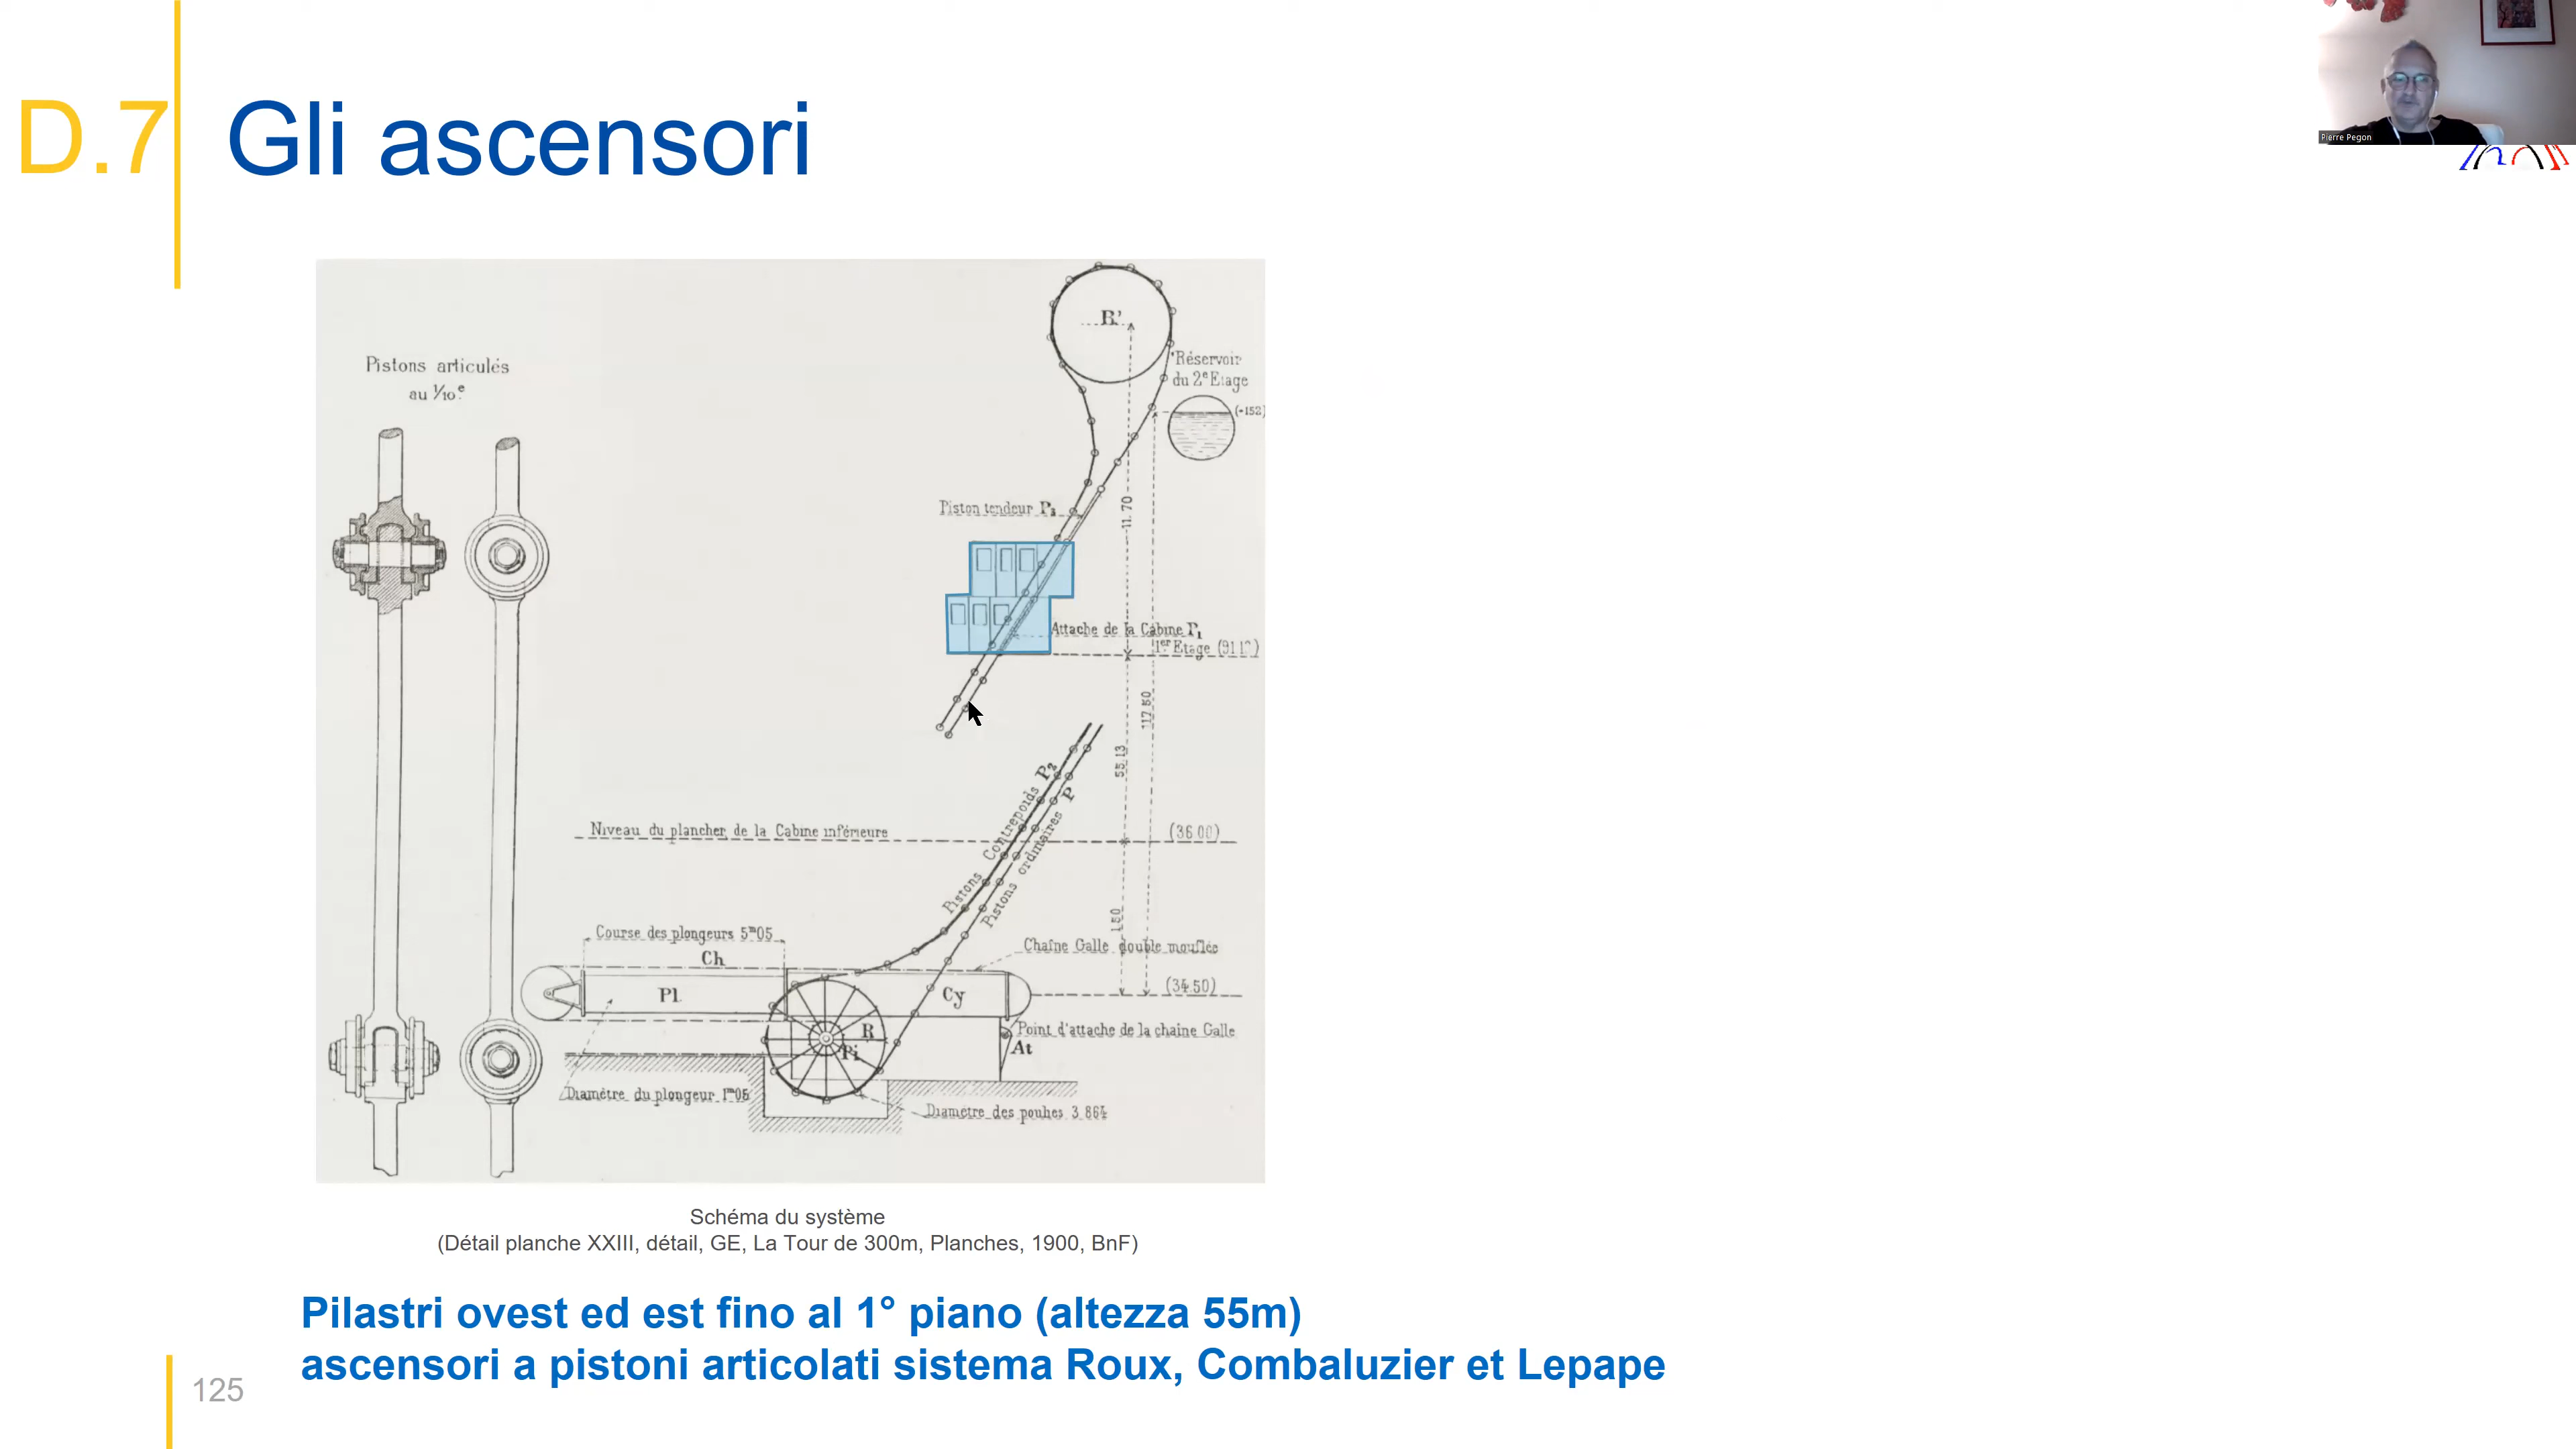 D.7
Gli ascensori
Pierre Pegon
Pistons articulés
au 1/10e
R'
Réservoir
du 2e Etage
(+152)
Piston tendeur P3
11.70
Attache de la Cabine P1
1er Etage
Pistons Contrepoids P2
Pistons ordinaires P
55.13
117.50
Niveau du plancher de la Cabine inférieure
(36.00)
1.50
Course des plongeurs 5m05
Ch
Chaîne Galle double mouflée
Pl
Cy
(34.50)
R
Pi
Point d'attache de la chaine Galle
At
Diamètre du plongeur 1m05
Diamètre des poulies 3.864
Schéma du système
(Détail planche XXIII, détail, GE, La Tour de 300m, Planches, 1900, BnF)
Pilastri ovest ed est fino al 1° piano (altezza 55m)
ascensori a pistoni articolati sistema Roux, Combaluzier et Lepape
125